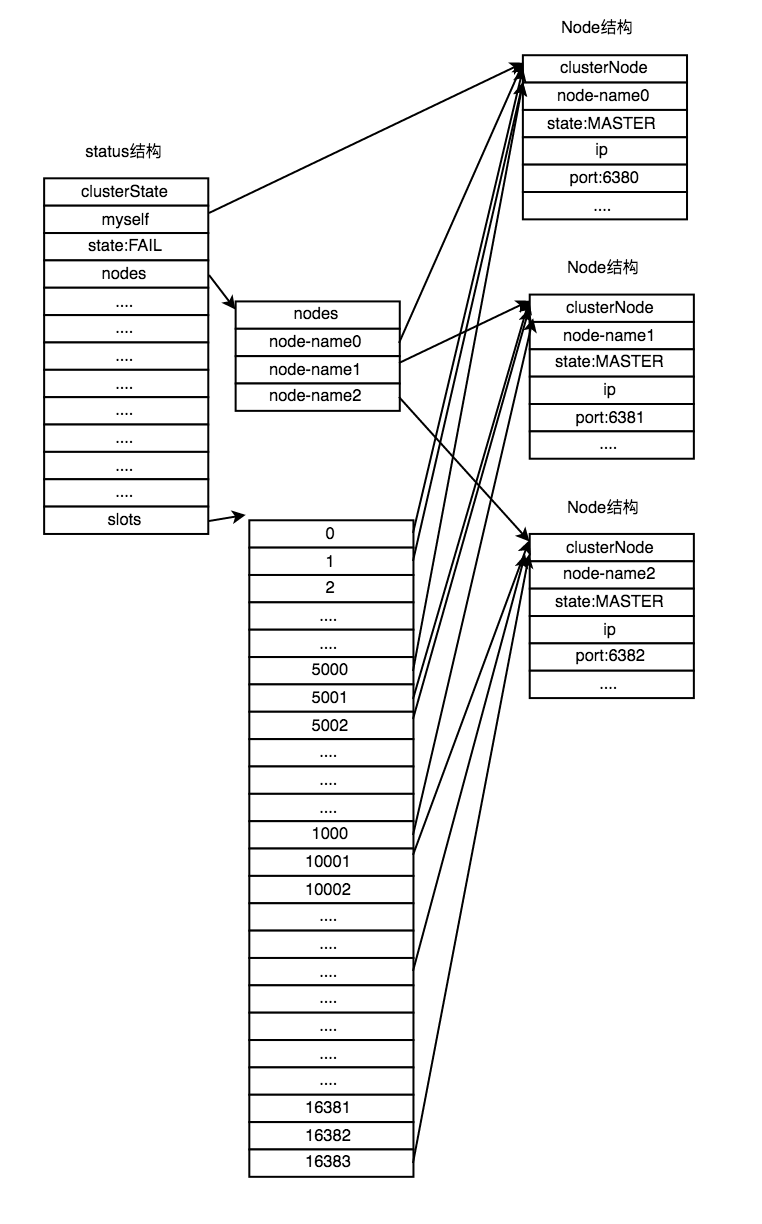 Node结构
clusterNode
node-name0
state:MASTER
ip
port:6380
....
status结构
clusterState
myself
state:FAIL
nodes
....
....
....
....
....
....
....
....
slots
nodes
node-name0
node-name1
node-name2
Node结构
clusterNode
node-name1
state:MASTER
ip
port:6381
....
Node结构
clusterNode
node-name2
state:MASTER
ip
port:6382
....
0
1
2
....
....
5000
5001
5002
....
....
....
1000
10001
10002
....
....
....
....
....
....
....
16381
16382
16383